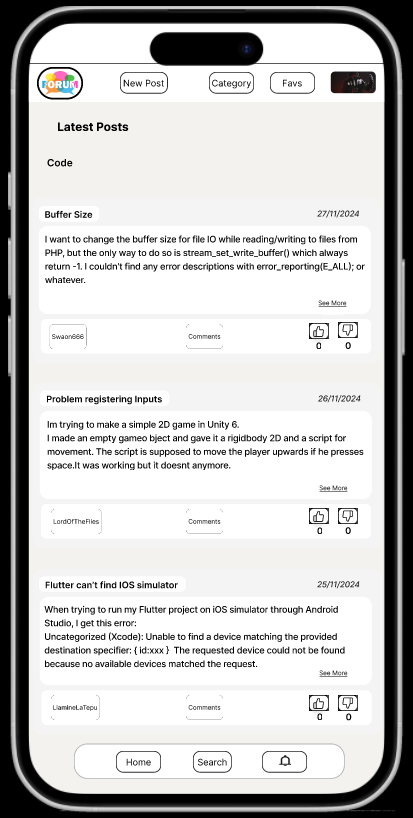 FORUM
New Post
Category
Favs
Latest Posts
Code
Buffer Size
27/11/2024
I want to change the buffer size for file IO while reading/writing to files from
PHP, but the only way to do so is stream_set_write_buffer() which always
return -1. I couldn't find any error descriptions with error_reporting(E_ALL); or
whatever.
See More
Swaon666
Comments
0
0
Problem registering Inputs
26/11/2024
Im trying to make a simple 2D game in Unity 6.
I made an empty gameo bject and gave it a rigidbody 2D and a script for
movement. The script is supposed to move the player upwards if he presses
space.It was working but it doesnt anymore.
See More
LordOfTheFiles
Comments
0
0
Flutter can't find IOS simulator
25/11/2024
When trying to run my Flutter project on iOS simulator through Android
Studio, I get this error:
Uncategorized (Xcode): Unable to find a device matching the provided
destination specifier: { id:xxx }  The requested device could not be found
because no available devices matched the request.
See More
LlamineLaTepu
Comments
0
0
Home
Search